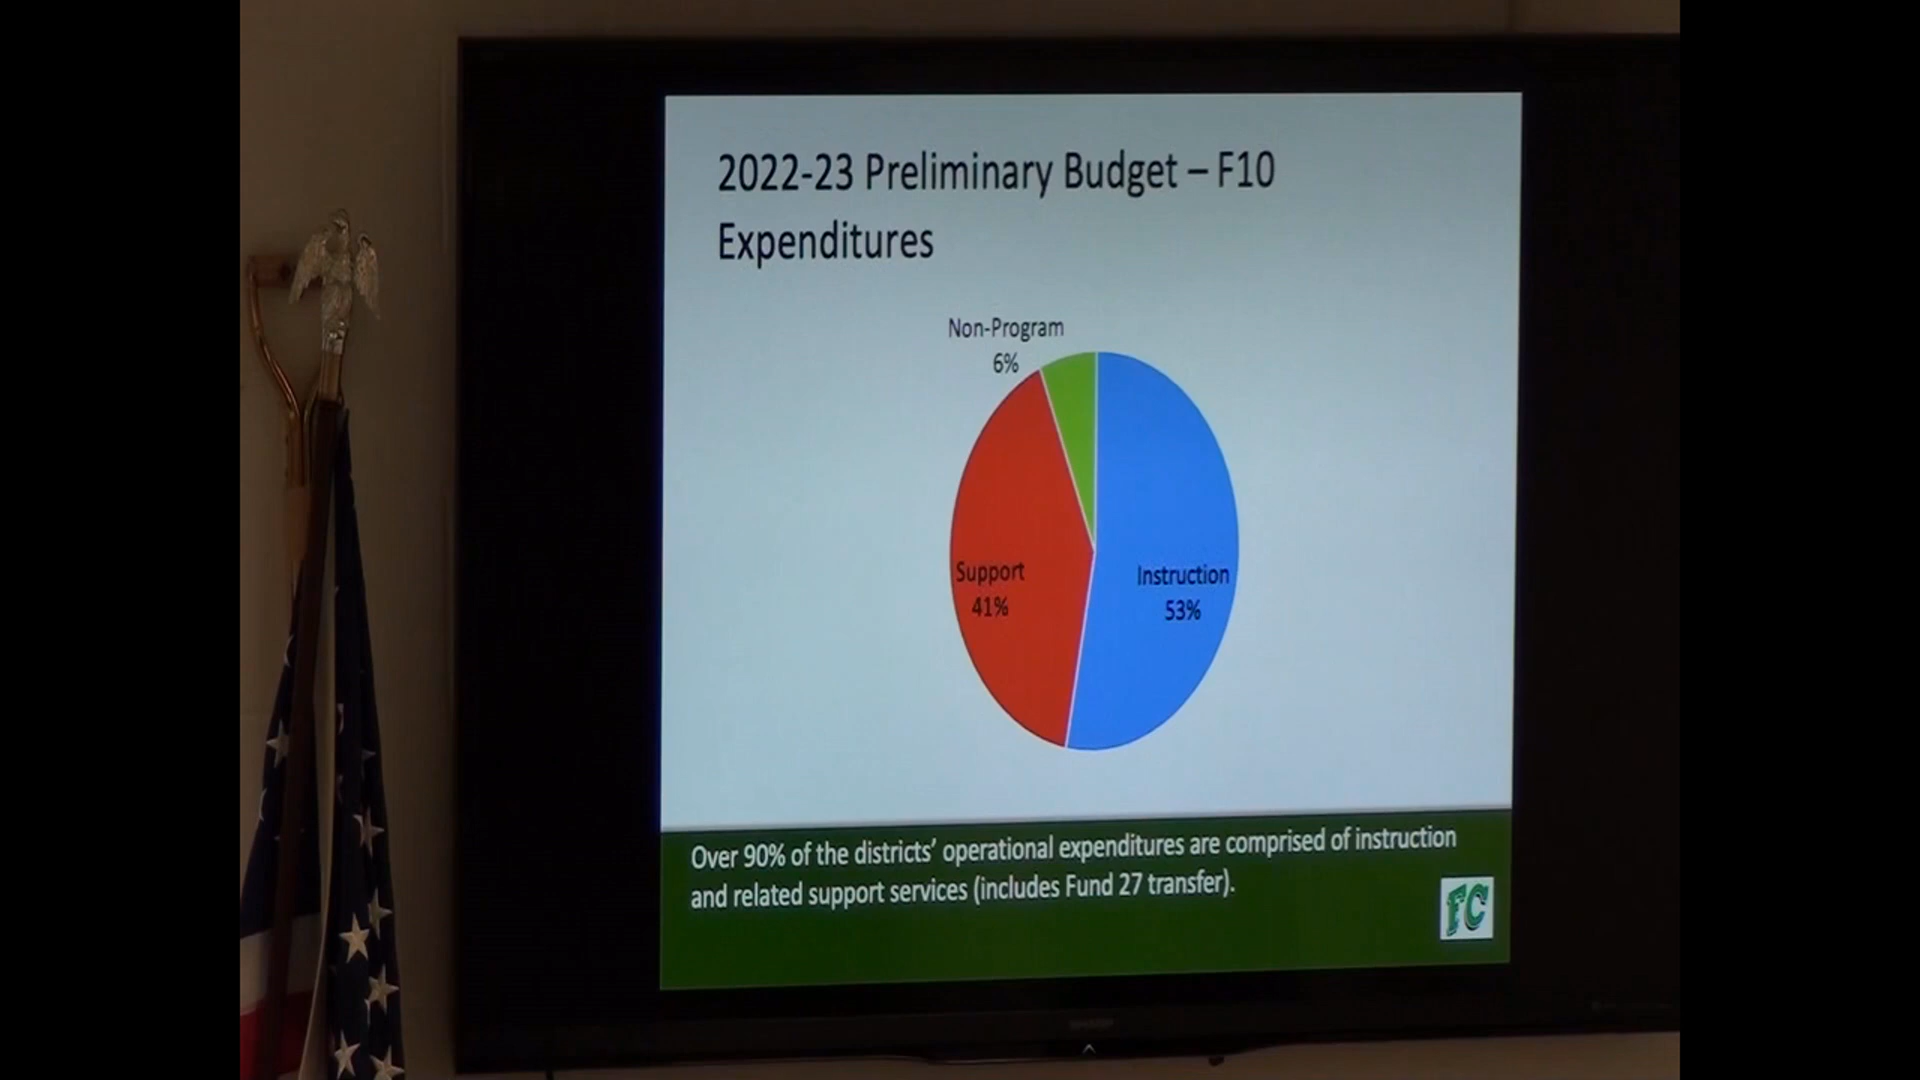 2022-23 Preliminary Budget – F10
Expenditures
Non-Program
6%
Support
41%
Instruction
53%
Over 90% of the districts’ operational expenditures are comprised of instruction
and related support services (includes Fund 27 transfer).
FC